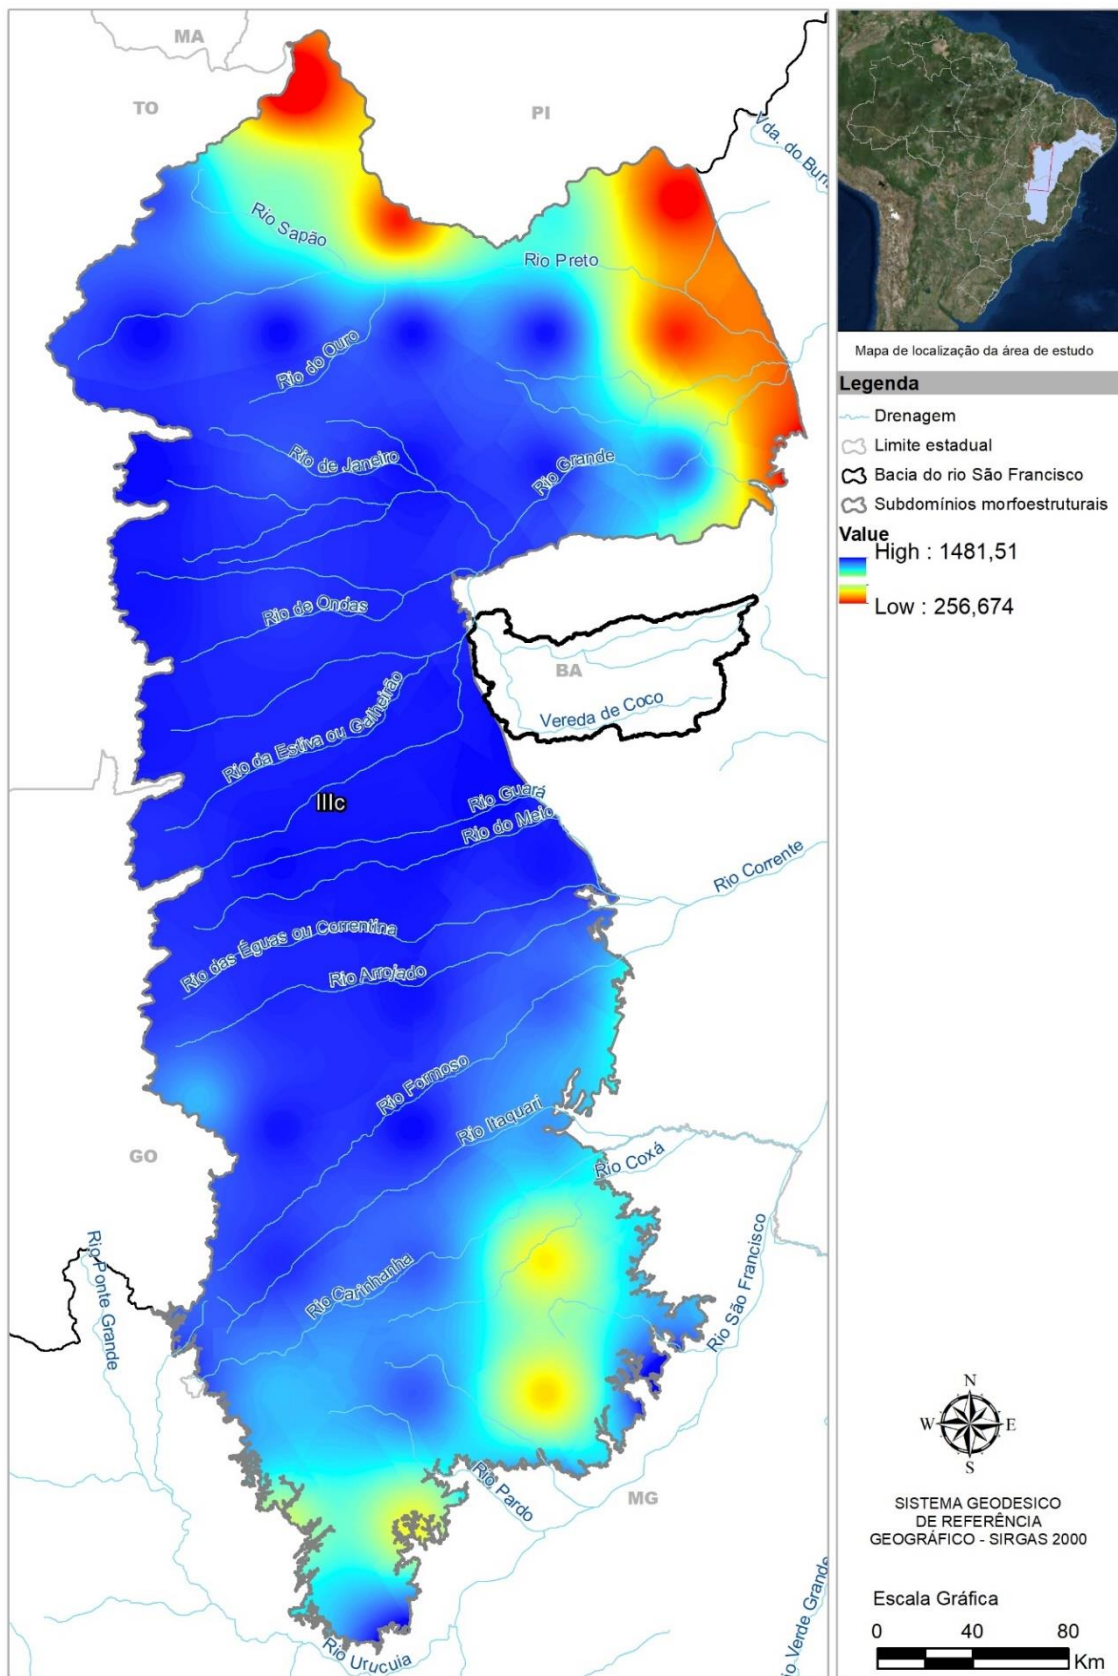 MA
TO
PI
Vda. do Buri
Rio Sapão
Rio Preto
Rio do Ouro
Rio de Janeiro
Rio Grande
Rio de Ondas
BA
Vereda de Coco
Rio da Estiva ou Galheirão
IIIc
Rio Guará
Rio do Meio
Rio Corrente
Rio das Éguas ou Correntina
Rio Arrojado
Rio Formoso
Rio Itaquari
GO
Rio Coxá
Rio Ponte Grande
Rio Carinhanha
Rio São Francisco
Rio Pardo
MG
Rio Urucuia
Rio Verde Grande
Mapa de localização da área de estudo
Legenda
Drenagem
Limite estadual
Bacia do rio São Francisco
Subdomínios morfoestruturais
Value
High : 1481,51
Low : 256,674
N
W E
S
SISTEMA GEODESICO
DE REFERÊNCIA
GEOGRÁFICO - SIRGAS 2000
Escala Gráfica
0 40 80
Km